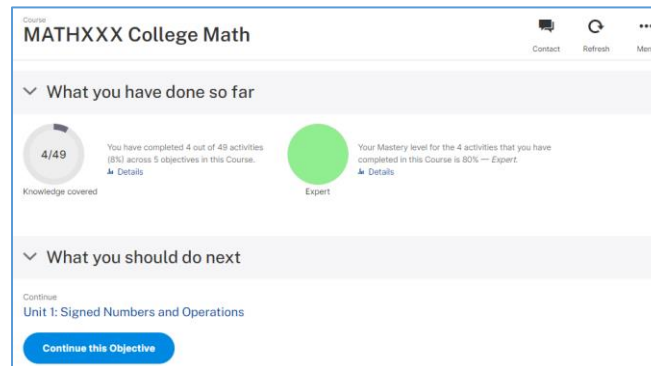 Course
MATHXXX College Math
Contact
Refresh
What you have done so far
4/49
Knowledge covered
You have completed 4 out of 49 activities
(8%) across 5 objectives in this Course.
Details
Expert
Your Mastery level for the 4 activities that you have
completed in this Course is 80% — Expert.
Details
What you should do next
Continue
Unit 1: Signed Numbers and Operations
Continue this Objective